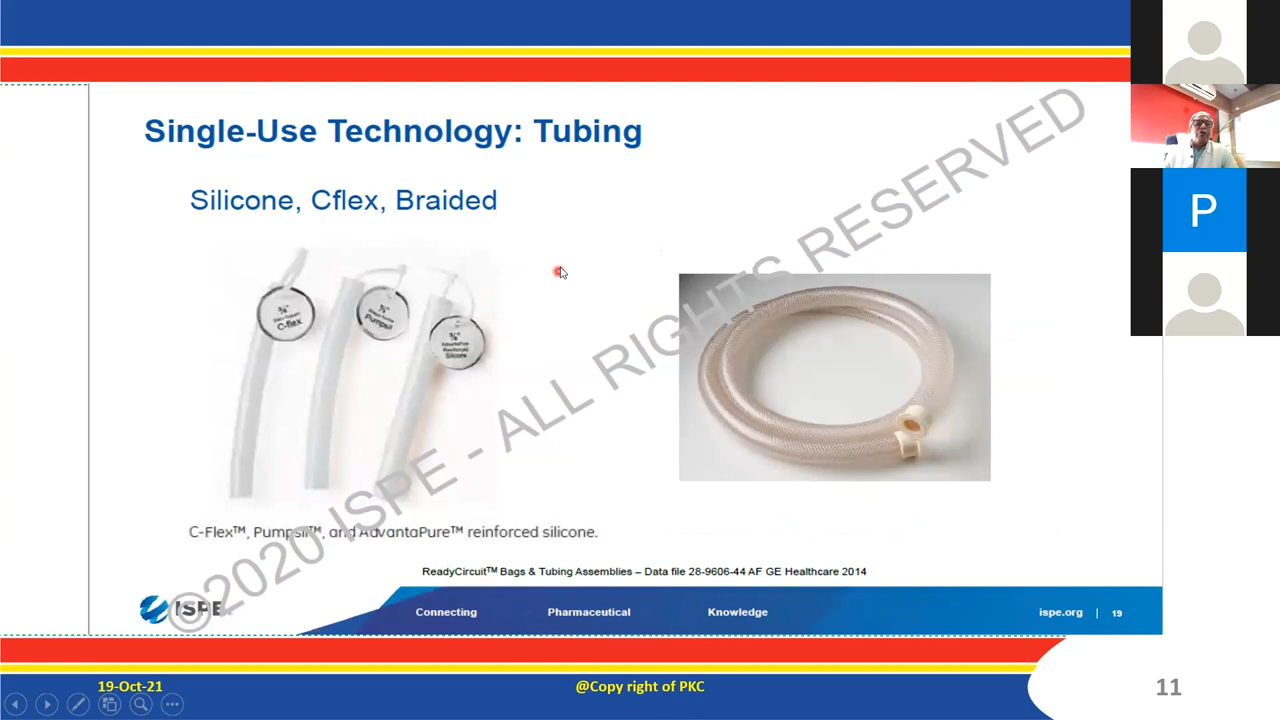 Single-Use Technology: Tubing
Silicone, Cflex, Braided
C-flex
Pumpsil
Silicone
C-Flex™, Pumpsil™, and AdvantaPure™ reinforced silicone.
©2020 ISPE - ALL RIGHTS RESERVED
ReadyCircuit™ Bags & Tubing Assemblies – Data file 28-9606-44 AF GE Healthcare 2014
ISPE
Connecting Pharmaceutical Knowledge
ispe.org | 19
19-Oct-21
@Copy right of PKC
11
P